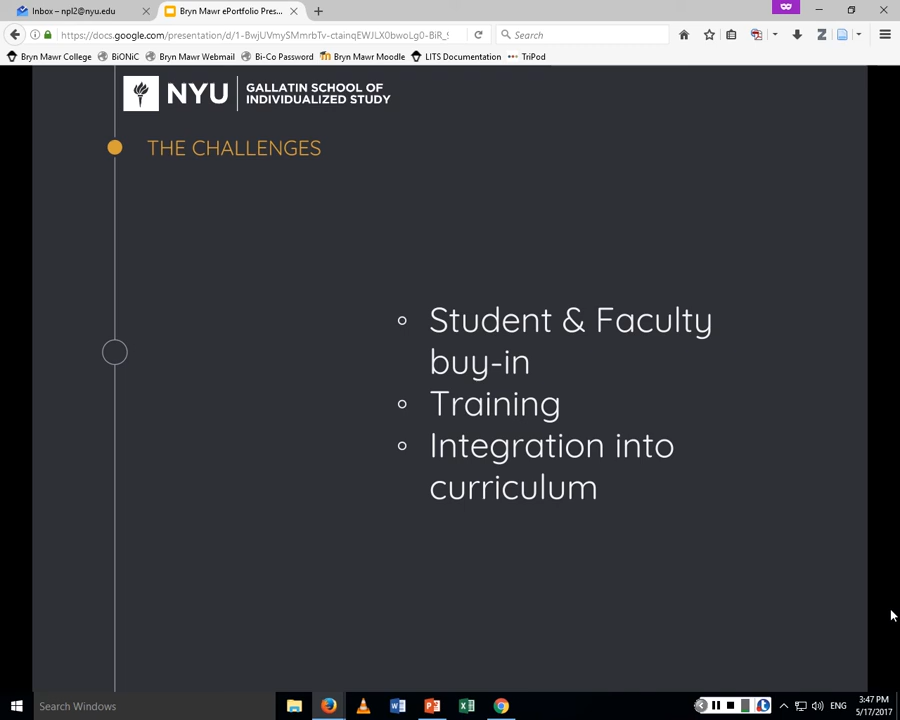 Inbox – npl2@nyu.edu
Bryn Mawr ePortfolio Pres...
https://docs.google.com/presentation/d/1-BwjUVmySMmrbTv-ctainqEWJLX0bwoLg0-BiR_S
Search
Bryn Mawr College
BiONiC
Bryn Mawr Webmail
Bi-Co Password
Bryn Mawr Moodle
LITS Documentation
TriPod
NYU
GALLATIN SCHOOL OF
INDIVIDUALIZED STUDY
THE CHALLENGES
Student & Faculty
buy-in
Training
Integration into
curriculum
Search Windows
ENG
3:47 PM
5/17/2017